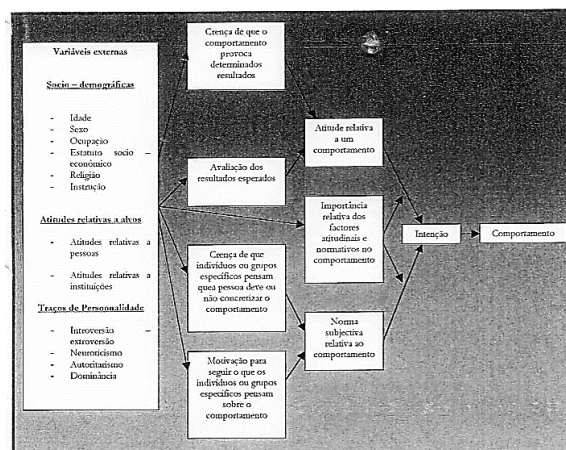 Variáveis externas
Socio – demográficas
- Idade
- Sexo
- Ocupação
- Estatuto socio –
económico
- Religião
- Instrução
Atitudes relativas a alvos
- Atitudes relativas a
pessoas
- Atitudes relativas a
instituições
Traços de Personalidade
- Introversão –
extroversão
- Neuroticismo
- Autoritarismo
- Dominância
Crença de que o
comportamento
provoca
determinados
resultados
Avaliação dos
resultados esperados
Crença de que
indivíduos ou grupos
específicos pensam
quea pessoa deve ou
não concretizar o
comportamento
Motivação para
seguir o que os
indivíduos ou grupos
específicos pensam
sobre o
comportamento
Atitude relativa
a um
comportamento
Importância
relativa dos
factores
atitudinais e
normativos no
comportamento
Norma
subjectiva
relativa ao
comportamento
Intenção
Comportamento